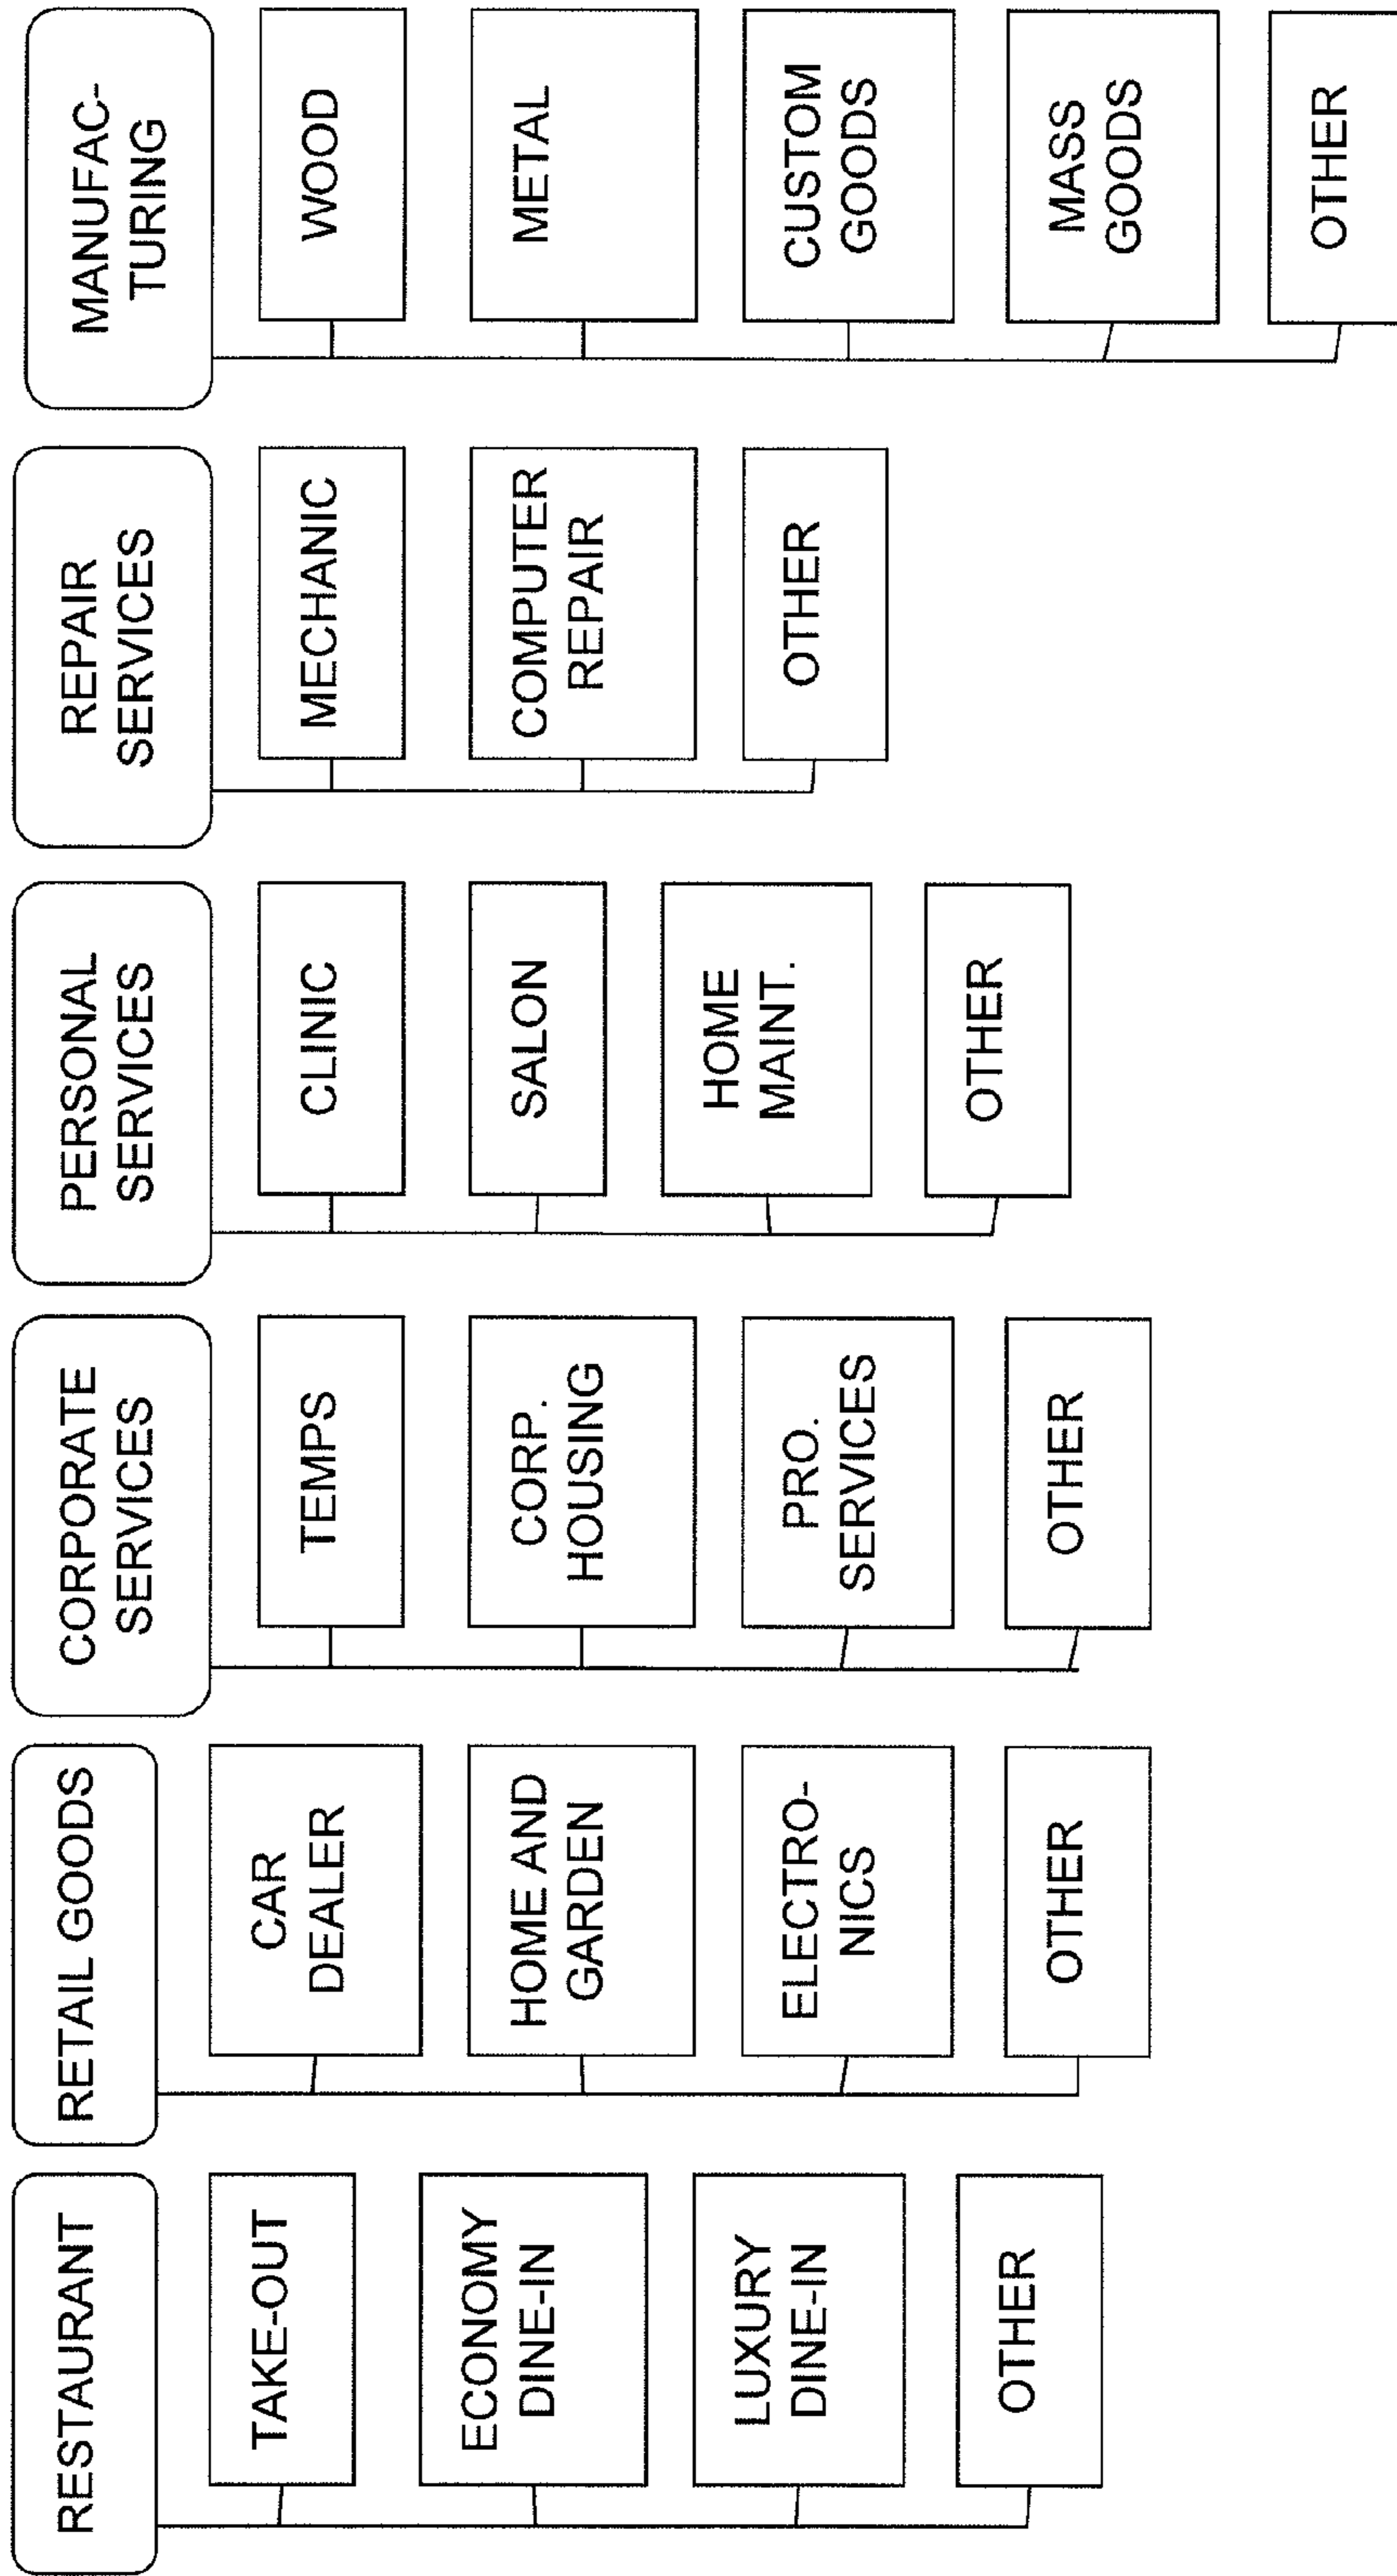 RESTAURANT
TAKE-OUT
ECONOMY
DINE-IN
LUXURY
DINE-IN
OTHER
RETAIL GOODS
CAR
DEALER
HOME AND
GARDEN
ELECTRO-
NICS
OTHER
CORPORATE
SERVICES
TEMPS
CORP.
HOUSING
PRO.
SERVICES
OTHER
PERSONAL
SERVICES
CLINIC
SALON
HOME
MAINT.
OTHER
REPAIR
SERVICES
MECHANIC
COMPUTER
REPAIR
OTHER
MANUFAC-
TURING
WOOD
METAL
CUSTOM
GOODS
MASS
GOODS
OTHER